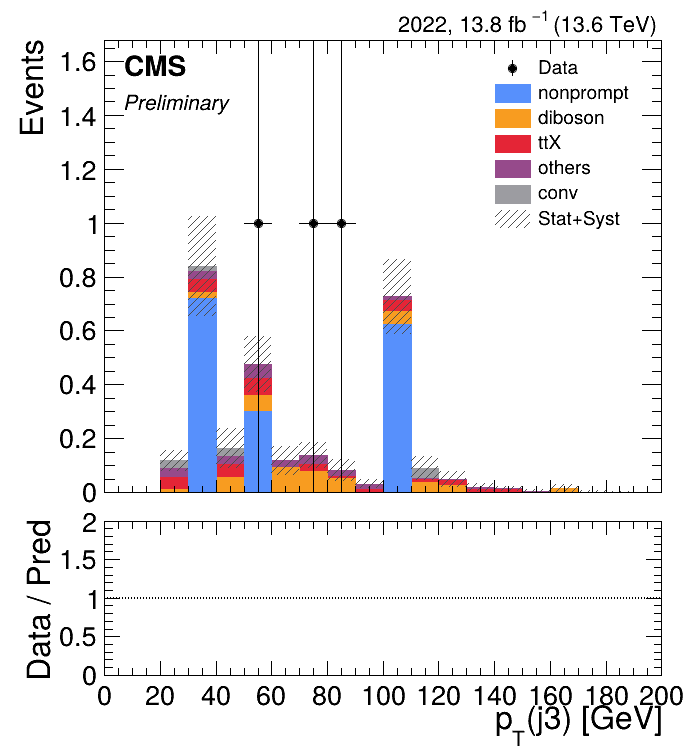 2022, 13.8 fb⁻¹ (13.6 TeV)
Events
1.6
1.4
1.2
1
0.8
0.6
0.4
0.2
0
CMS
Preliminary
Data
nonprompt
diboson
ttX
others
conv
Stat+Syst
Data / Pred
2
1.5
1
0.5
0
0 20 40 60 80 100 120 140 160 180 200
p_T(j3) [GeV]